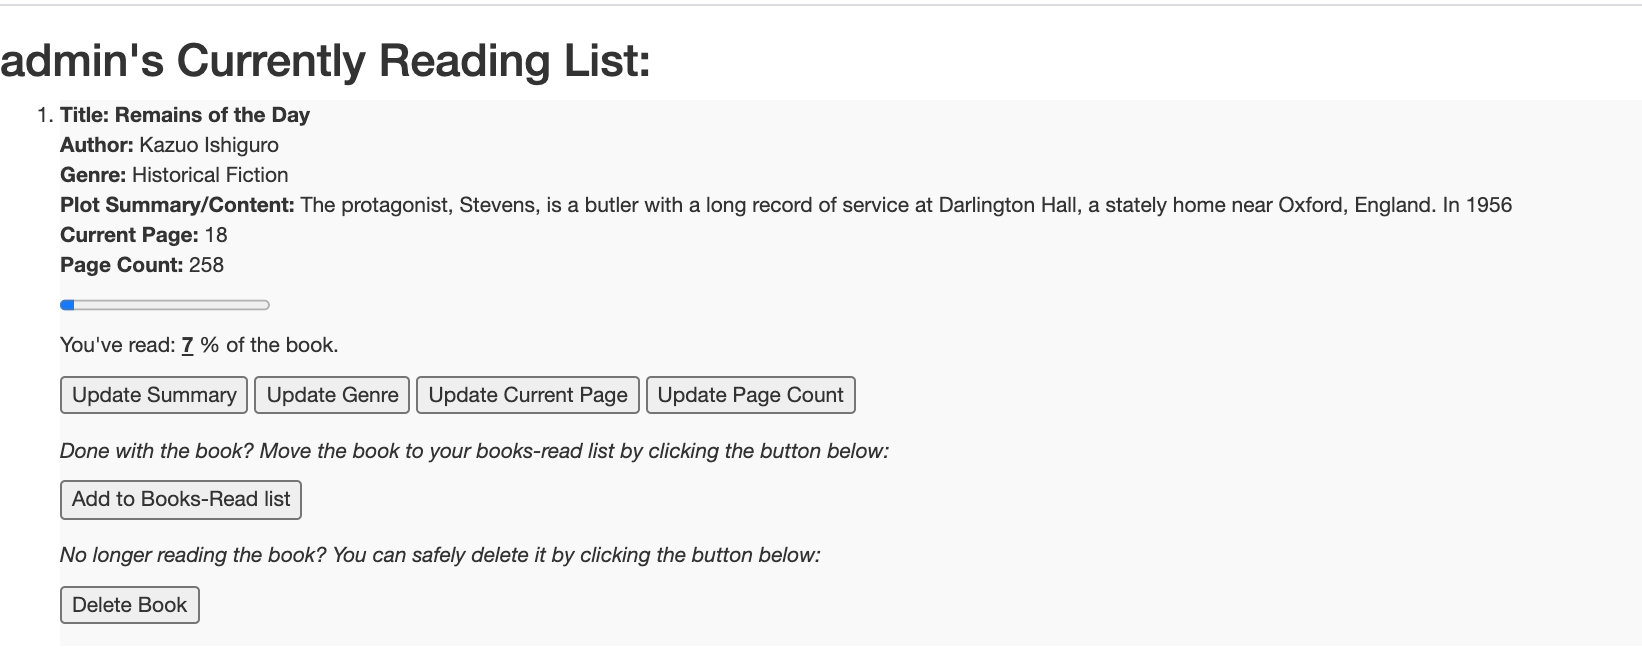 admin's Currently Reading List:
1. Title: Remains of the Day
Author: Kazuo Ishiguro
Genre: Historical Fiction
Plot Summary/Content: The protagonist, Stevens, is a butler with a long record of service at Darlington Hall, a stately home near Oxford, England. In 1956
Current Page: 18
Page Count: 258
You've read: 7 % of the book.
Update Summary Update Genre Update Current Page Update Page Count
Done with the book? Move the book to your books-read list by clicking the button below:
Add to Books-Read list
No longer reading the book? You can safely delete it by clicking the button below:
Delete Book